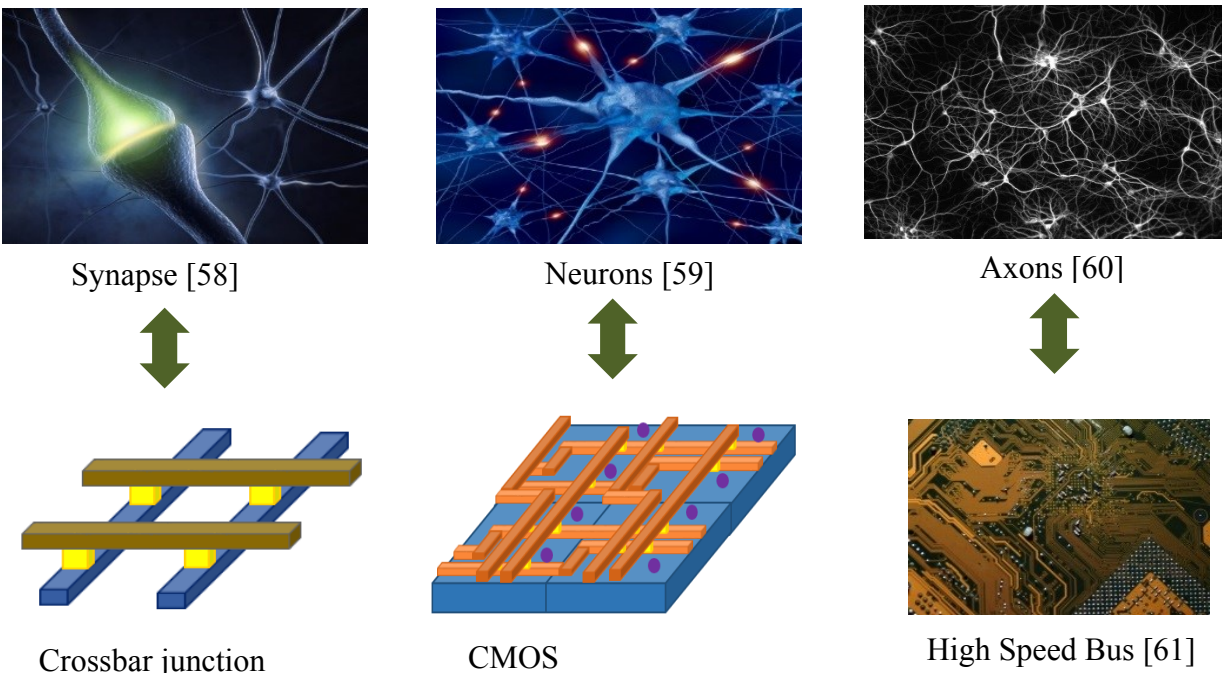 Synapse [58]
Neurons [59]
Axons [60]
Crossbar junction
CMOS
High Speed Bus [61]